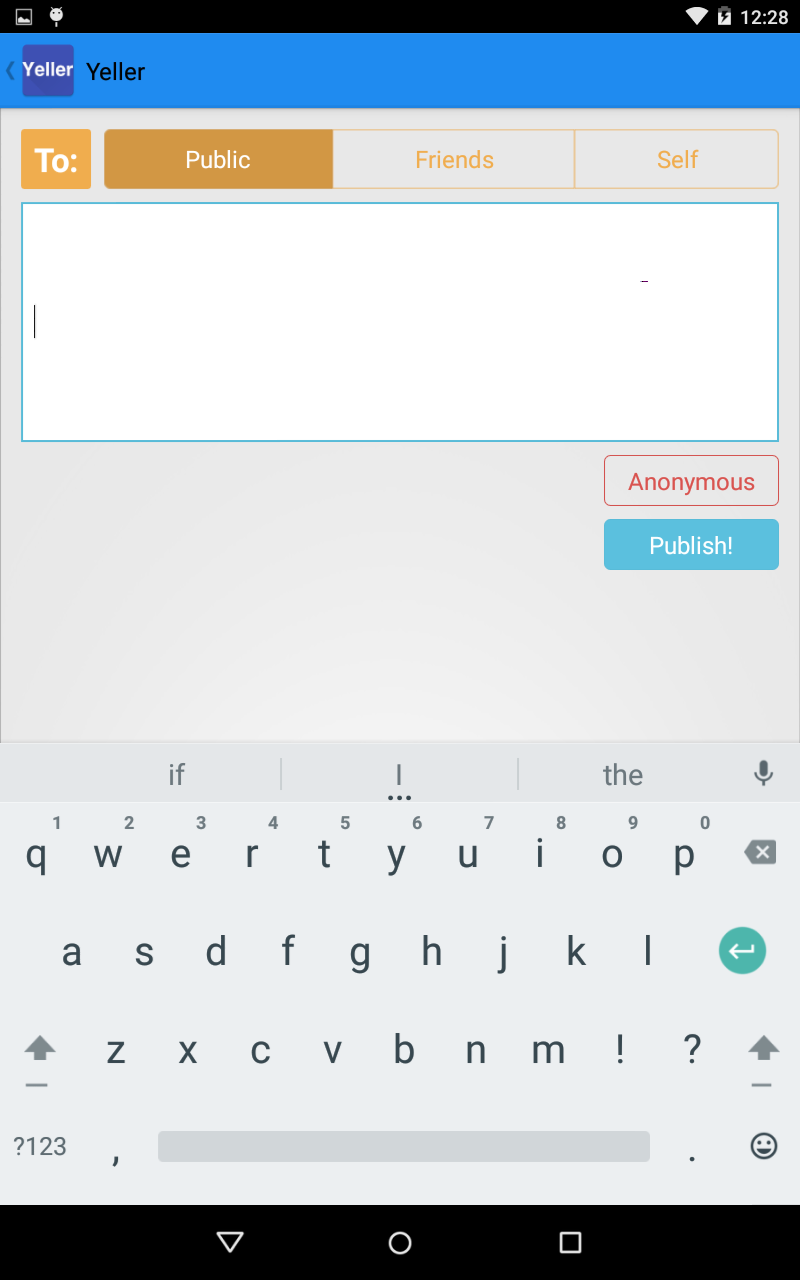 12:28
Yeller Yeller
To: Public Friends Self
Anonymous
Publish!
if I the
1 2 3 4 5 6 7 8 9 0
q w e r t y u i o p
a s d f g h j k l
z x c v b n m ! ?
?123 , .